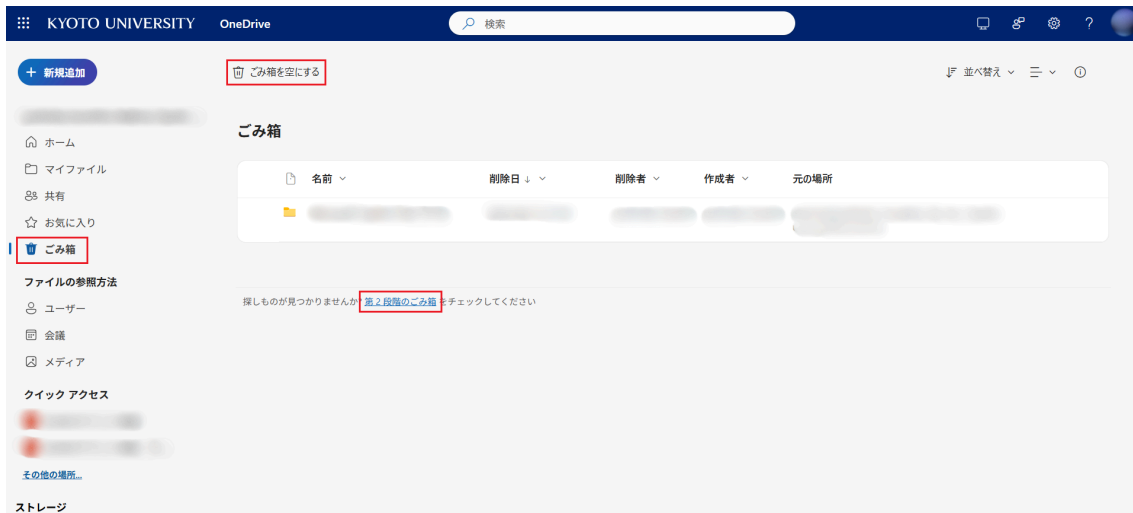 KYOTO UNIVERSITY OneDrive 検索 ?
+ 新規追加 ごみ箱を空にする 並べ替え
ごみ箱
ホーム
マイファイル
共有
お気に入り
ごみ箱
名前 削除日 ↓ 削除者 作成者 元の場所
探しものが見つかりませんか? 第2段階のごみ箱 をチェックしてください
ファイルの参照方法
ユーザー
会議
メディア
クイック アクセス
その他の場所...
ストレージ